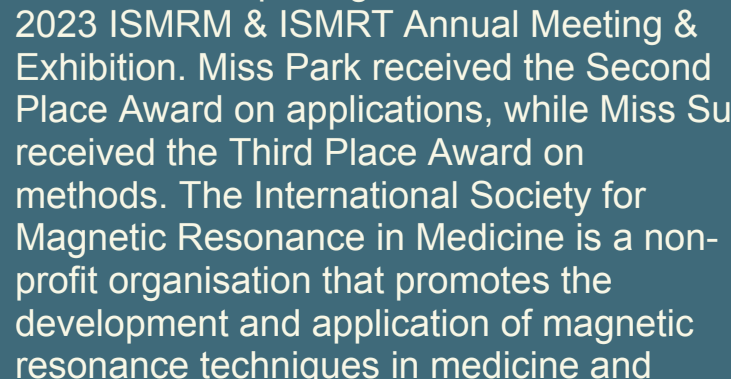 2023 ISMRM & ISMRT Annual Meeting &
Exhibition. Miss Park received the Second
Place Award on applications, while Miss Su
received the Third Place Award on
methods. The International Society for
Magnetic Resonance in Medicine is a non-
profit organisation that promotes the
development and application of magnetic
resonance techniques in medicine and